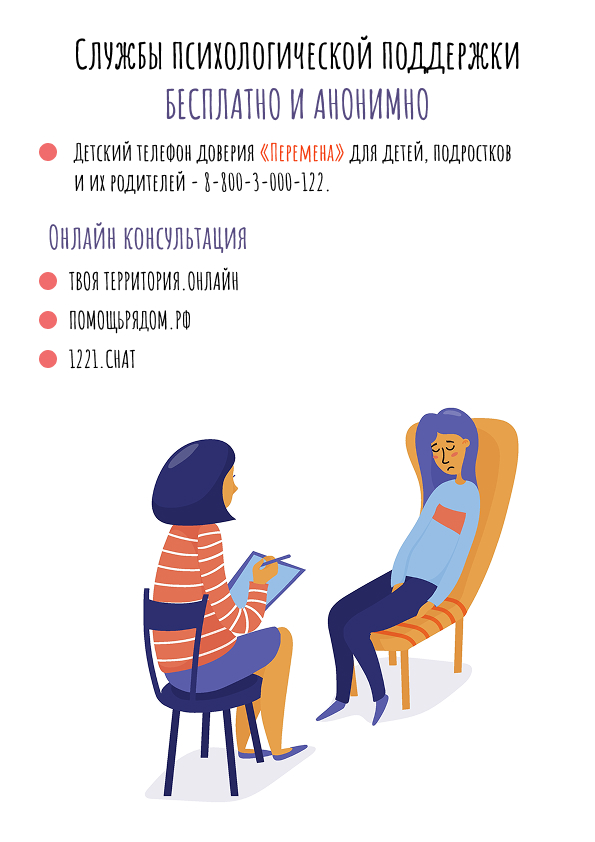 Службы психологической поддержки
БЕСПЛАТНО И АНОНИМНО
Детский телефон доверия «Перемена» для детей, подростков
и их родителей - 8-800-3-000-122.
Онлайн консультация
ТВОЯ ТЕРРИТОРИЯ.ОНЛАЙН
ПОМОЩЬРЯДОМ.РФ
1221.CHAT